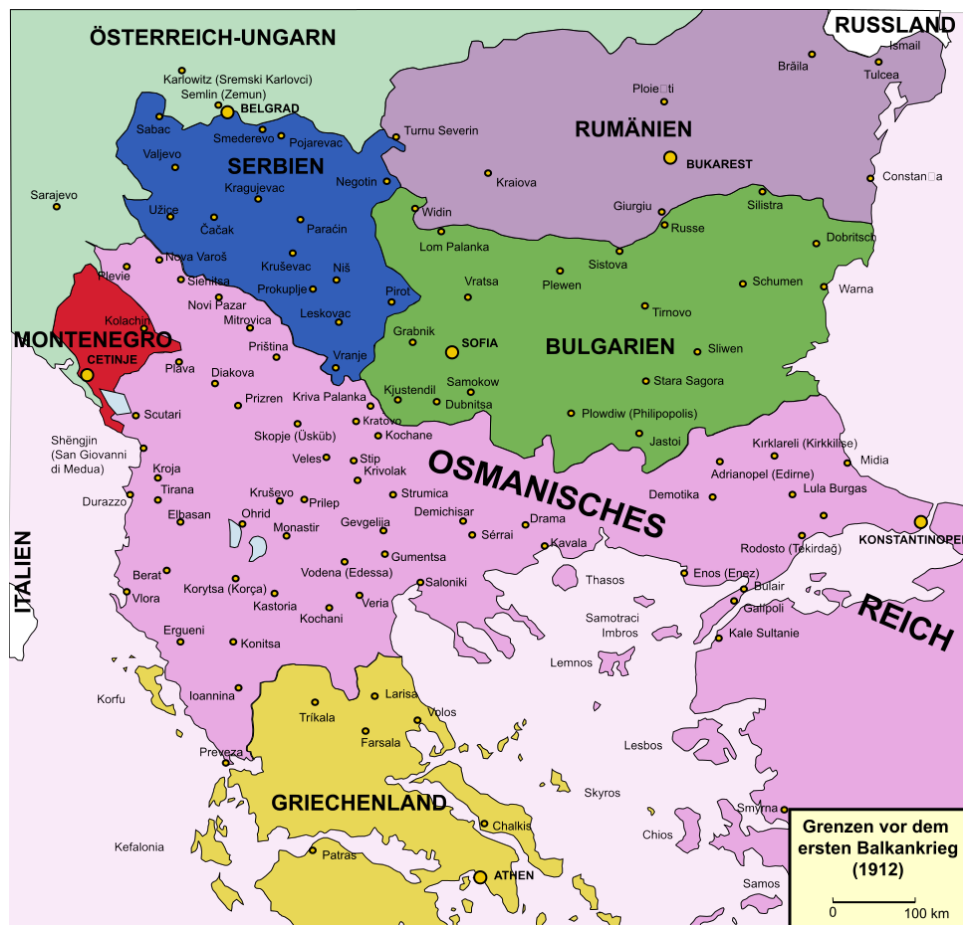 RUSSLAND
ÖSTERREICH-UNGARN
Ismail
Brăila
Tulcea
Karlowitz (Sremski Karlovci)
Semlin (Zemun)
BELGRAD
Ploie□ti
Sabac
Smederevo
Pojarevac
Turnu Severin
RUMÄNIEN
Valjevo
SERBIEN
BUKAREST
Kraiova
Constan□a
Negotin
Kragujevac
Sarajevo
Silistra
Užice
Čačak
Paraćin
Widin
Giurgiu
Russe
Lom Palanka
Dobritsch
Sistova
Nova Varoš
Kruševac
Niš
Plevie
Sienitsa
Prokuplje
Vratsa
Plewen
Schumen
Warna
Novi Pazar
Pirot
Leskovac
Tirnovo
Kolachin
Mitrovica
Grabnik
MONTENEGRO
SOFIA
BULGARIEN
Sliwen
CETINJE
Priština
Vranje
Plava
Diakova
Kjustendil
Samokow
Stara Sagora
Prizren
Kriva Palanka
Dubnitsa
Scutari
Kratovo
Plowdiw (Philipopolis)
Skopje (Üsküb)
Kochane
Jastoi
Shëngjin
(San Giovanni
di Medua)
Kırklareli (Kirkkilise)
Veles
Stip
Krivolak
OSMANISCHES
Adrianopel (Edirne)
Midia
Kroja
Tirana
Durazzo
Kruševo
Prilep
Strumica
Demotika
Lula Burgas
Elbasan
Ohrid
Monastir
Gevgelija
Demichisar
Drama
Sérrai
Kavala
Rodosto (Tekirdağ)
KONSTANTINOPEL
Gumentsa
Vodena (Edessa)
Berat
Korytsa (Korça)
Saloniki
Thasos
Enos (Enez)
Bulair
ITALIEN
Vlora
Kastoria
Veria
Kochani
Galipoli
REICH
Samotraci
Imbros
Ergueni
Konitsa
Kale Sultanie
Lemnos
Korfu
Ioannina
Larisa
Tríkala
Volos
Farsala
Lesbos
Preveza
Skyros
GRIECHENLAND
Smyrna
Chalkis
Chios
Kefalonia
Patras
ATHEN
Samos
Grenzen vor dem
ersten Balkankrieg
(1912)
0 100 km